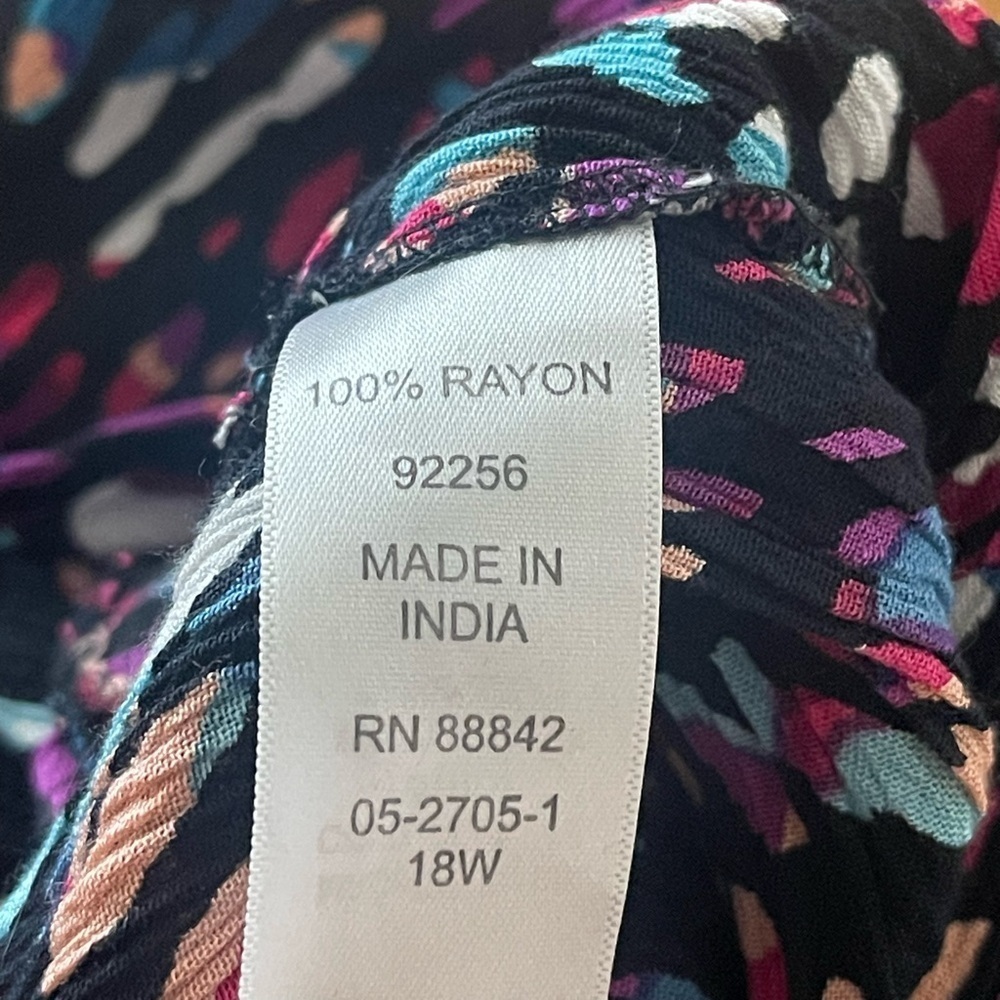 100% RAYON
92256
MADE IN
INDIA
RN 88842
05-2705-1
18W